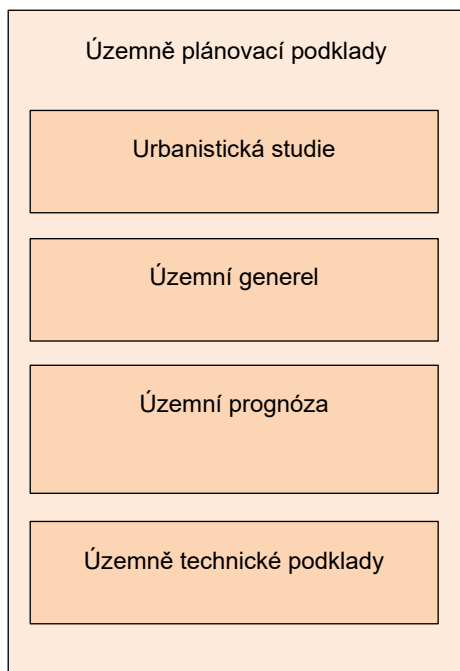 Územně plánovací podklady
Urbanistická studie
Územní generel
Územní prognóza
Územně technické podklady